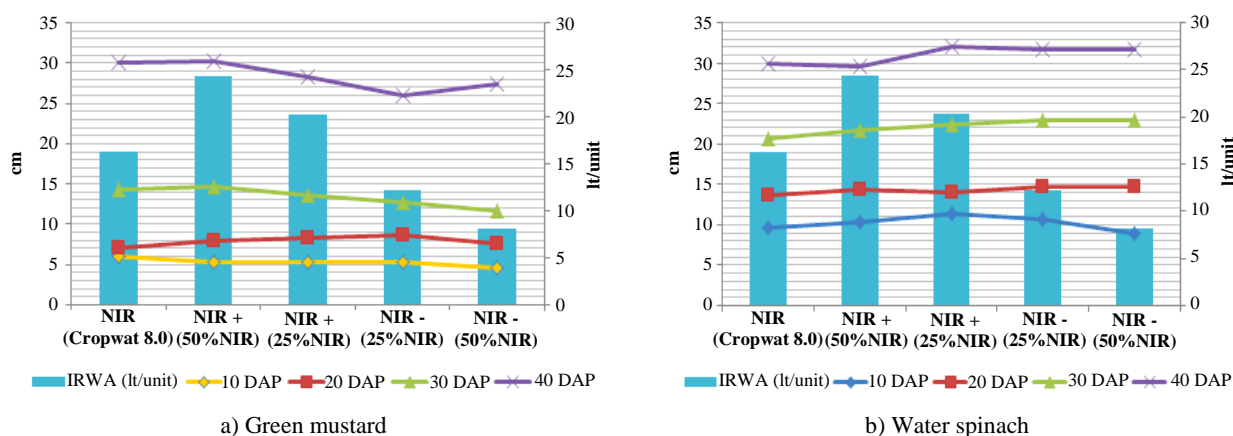 35
30
25
20
15
10
5
0
cm
30
25
20
15
10
5
0
lt/unit
NIR
(Cropwat 8.0)
NIR +
(50%NIR)
NIR +
(25%NIR)
NIR -
(25%NIR)
NIR -
(50%NIR)
IRWA (lt/unit) 10 DAP 20 DAP 30 DAP 40 DAP
a) Green mustard
35
30
25
20
15
10
5
0
cm
30
25
20
15
10
5
0
lt/unit
NIR
(Cropwat 8.0)
NIR +
(50%NIR)
NIR +
(25%NIR)
NIR -
(25%NIR)
NIR -
(50%NIR)
IRWA (lt/unit) 10 DAP 20 DAP 30 DAP 40 DAP
b) Water spinach